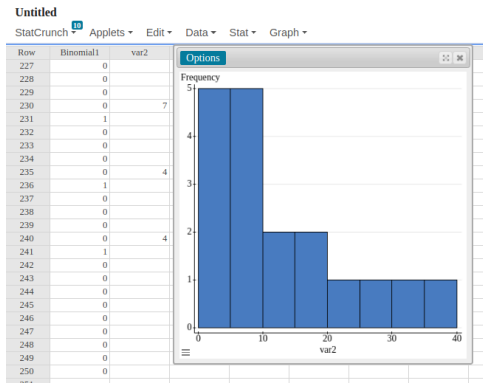 Untitled
StatCrunch 10 Applets Edit Data Stat Graph
Row Binomial1 var2
227 0
228 0
229 0
230 0 7
231 1
232 0
233 0
234 0
235 0 4
236 1
237 0
238 0
239 0
240 0 4
241 1
242 0
243 0
244 0
245 0
246 0
247 0
248 0
249 0
250 0
Options
Frequency
5
4
3
2
1
0
0 10 20 30 40
var2